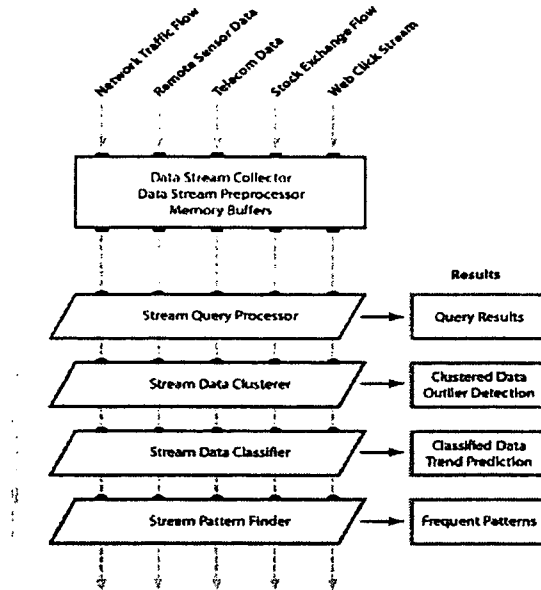 Network Traffic Flow
Remote Sensor Data
Telecom Data
Stock Exchange Flow
Web Click Stream
Data Stream Collector
Data Stream Preprocessor
Memory Buffers
Results
Stream Query Processor
Query Results
Stream Data Clusterer
Clustered Data
Outlier Detection
Stream Data Classifier
Classified Data
Trend Prediction
Stream Pattern Finder
Frequent Patterns